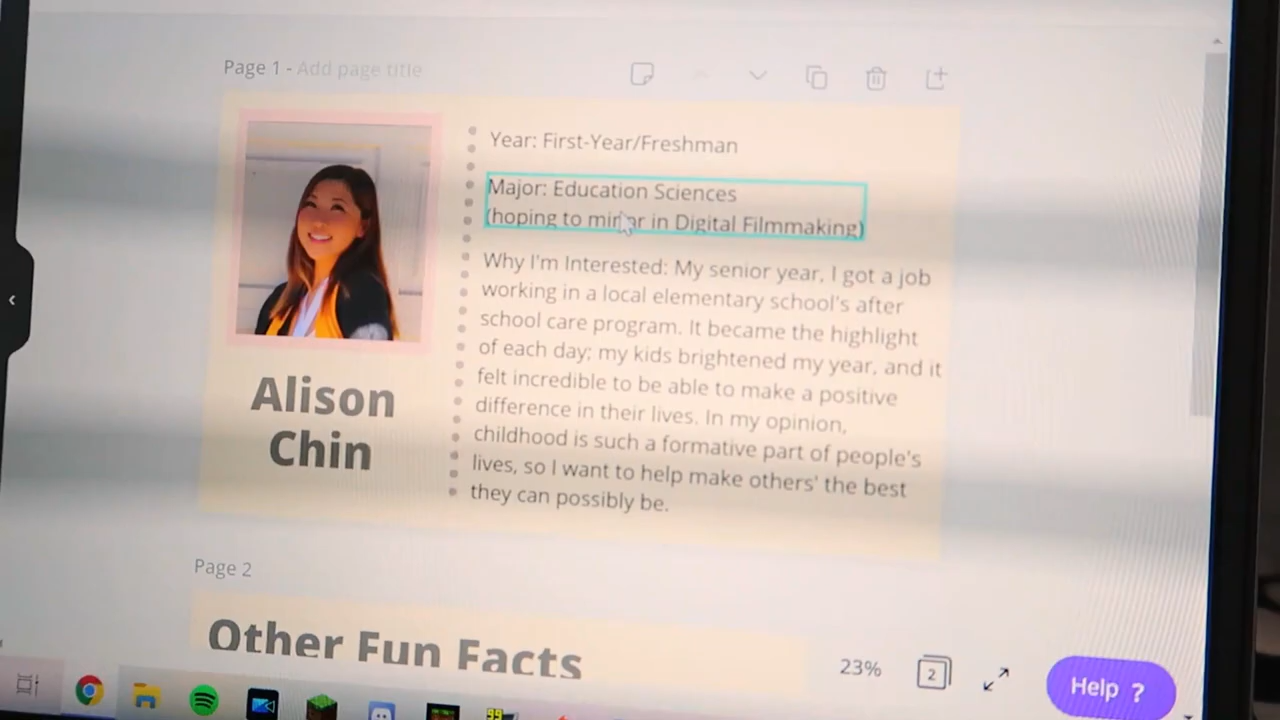 Page 1 - Add page title
Year: First-Year/Freshman
Major: Education Sciences
(hoping to minor in Digital Filmmaking)
Why I'm Interested: My senior year, I got a job
working in a local elementary school's after
school care program. It became the highlight
of each day; my kids brightened my year, and it
felt incredible to be able to make a positive
difference in their lives. In my opinion,
childhood is such a formative part of people's
lives, so I want to help make others' the best
they can possibly be.
Alison
Chin
Page 2
Other Fun Facts
23%
2
Help ?
99